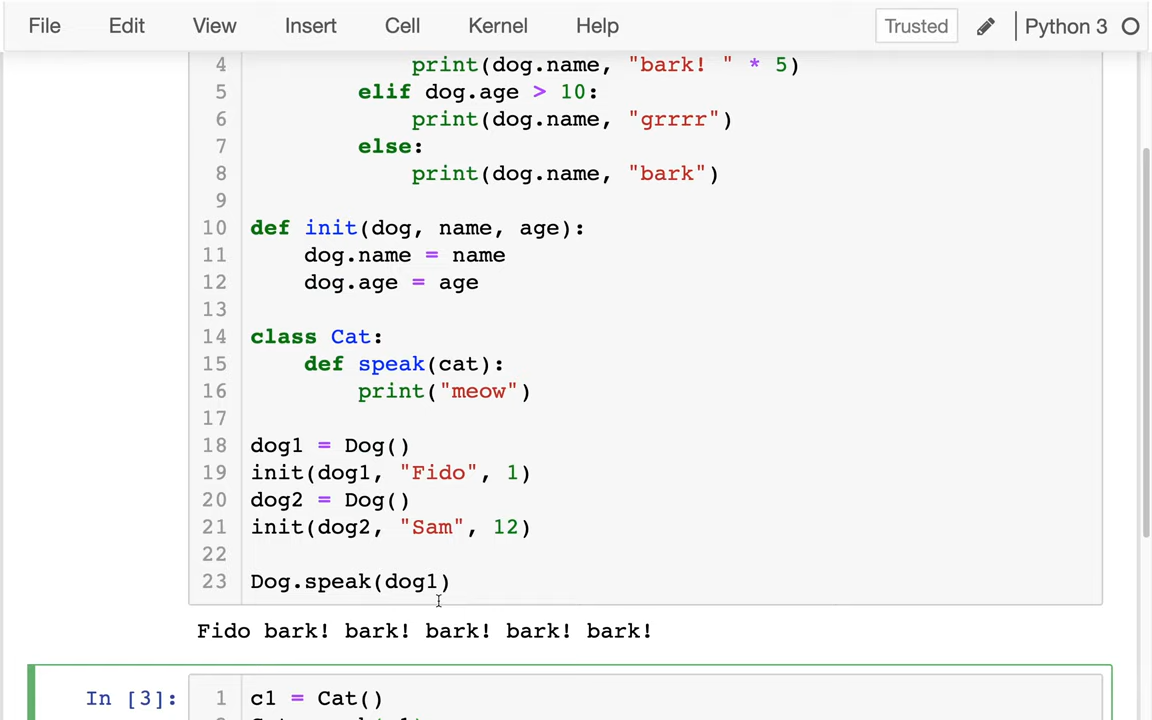 File Edit View Insert Cell Kernel Help Trusted Python 3
4 print(dog.name, "bark! " * 5)
5 elif dog.age > 10:
6 print(dog.name, "grrrr")
7 else:
8 print(dog.name, "bark")
9
10 def init(dog, name, age):
11 dog.name = name
12 dog.age = age
13
14 class Cat:
15 def speak(cat):
16 print("meow")
17
18 dog1 = Dog()
19 init(dog1, "Fido", 1)
20 dog2 = Dog()
21 init(dog2, "Sam", 12)
22
23 Dog.speak(dog1)
Fido bark! bark! bark! bark! bark!
In [3]: 1 c1 = Cat()